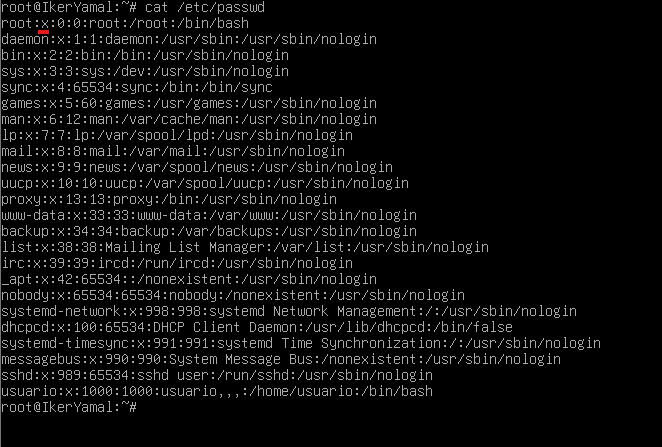 root@IkerYamal:~# cat /etc/passwd
root:x:0:0:root:/root:/bin/bash
daemon:x:1:1:daemon:/usr/sbin:/usr/sbin/nologin
bin:x:2:2:bin:/bin:/usr/sbin/nologin
sys:x:3:3:sys:/dev:/usr/sbin/nologin
sync:x:4:65534:sync:/bin:/bin/sync
games:x:5:60:games:/usr/games:/usr/sbin/nologin
man:x:6:12:man:/var/cache/man:/usr/sbin/nologin
lp:x:7:7:lp:/var/spool/lpd:/usr/sbin/nologin
mail:x:8:8:mail:/var/mail:/usr/sbin/nologin
news:x:9:9:news:/var/spool/news:/usr/sbin/nologin
uucp:x:10:10:uucp:/var/spool/uucp:/usr/sbin/nologin
proxy:x:13:13:proxy:/bin:/usr/sbin/nologin
www-data:x:33:33:www-data:/var/www:/usr/sbin/nologin
backup:x:34:34:backup:/var/backups:/usr/sbin/nologin
list:x:38:38:Mailing List Manager:/var/list:/usr/sbin/nologin
irc:x:39:39:ircd:/run/ircd:/usr/sbin/nologin
_apt:x:42:65534::/nonexistent:/usr/sbin/nologin
nobody:x:65534:65534:nobody:/nonexistent:/usr/sbin/nologin
systemd-network:x:998:998:systemd Network Management:/:/usr/sbin/nologin
dhcpcd:x:100:65534:DHCP Client Daemon:/usr/lib/dhcpcd:/bin/false
systemd-timesync:x:991:991:systemd Time Synchronization:/:/usr/sbin/nologin
messagebus:x:990:990:System Message Bus:/nonexistent:/usr/sbin/nologin
sshd:x:989:65534:sshd user:/run/sshd:/usr/sbin/nologin
usuario:x:1000:1000:usuario,,,:/home/usuario:/bin/bash
root@IkerYamal:~#